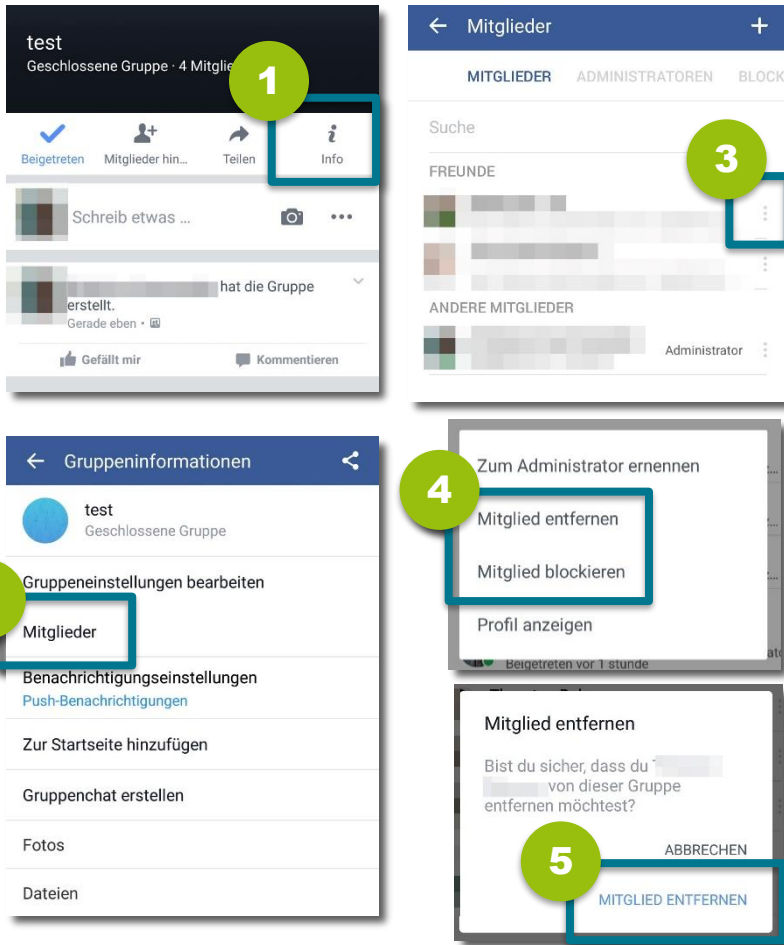 test
Geschlossene Gruppe · 4 Mitglie
1
Beigetreten
Mitglieder hin...
Teilen
Info
Schreib etwas ...
hat die Gruppe
erstellt.
Gerade eben •
Gefällt mir
Kommentieren
Gruppeninformationen
test
Geschlossene Gruppe
Gruppeneinstellungen bearbeiten
Mitglieder
Benachrichtigungseinstellungen
Push-Benachrichtigungen
Zur Startseite hinzufügen
Gruppenchat erstellen
Fotos
Dateien
Mitglieder
MITGLIEDER ADMINISTRATOREN BLOCK
Suche
3
FREUNDE
ANDERE MITGLIEDER
Administrator
4
Zum Administrator ernennen
Mitglied entfernen
Mitglied blockieren
Profil anzeigen
Beigetreten vor 1 stunde
Mitglied entfernen
Bist du sicher, dass du
von dieser Gruppe
entfernen möchtest?
ABBRECHEN
5
MITGLIED ENTFERNEN